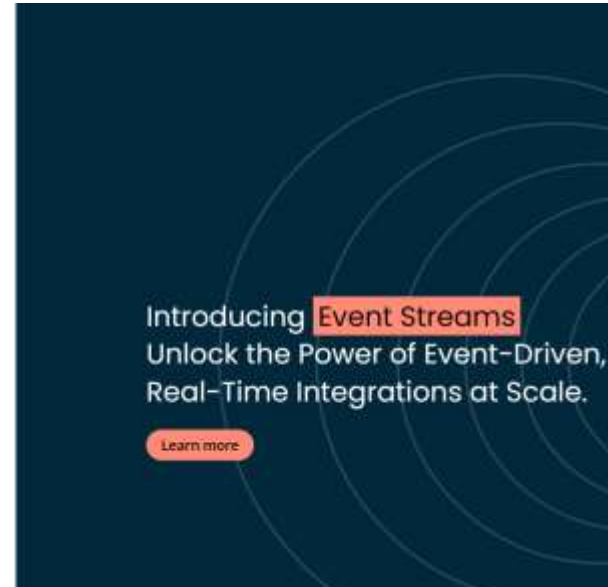 Introducing Event Streams
Unlock the Power of Event-Driven,
Real-Time Integrations at Scale.
Learn more